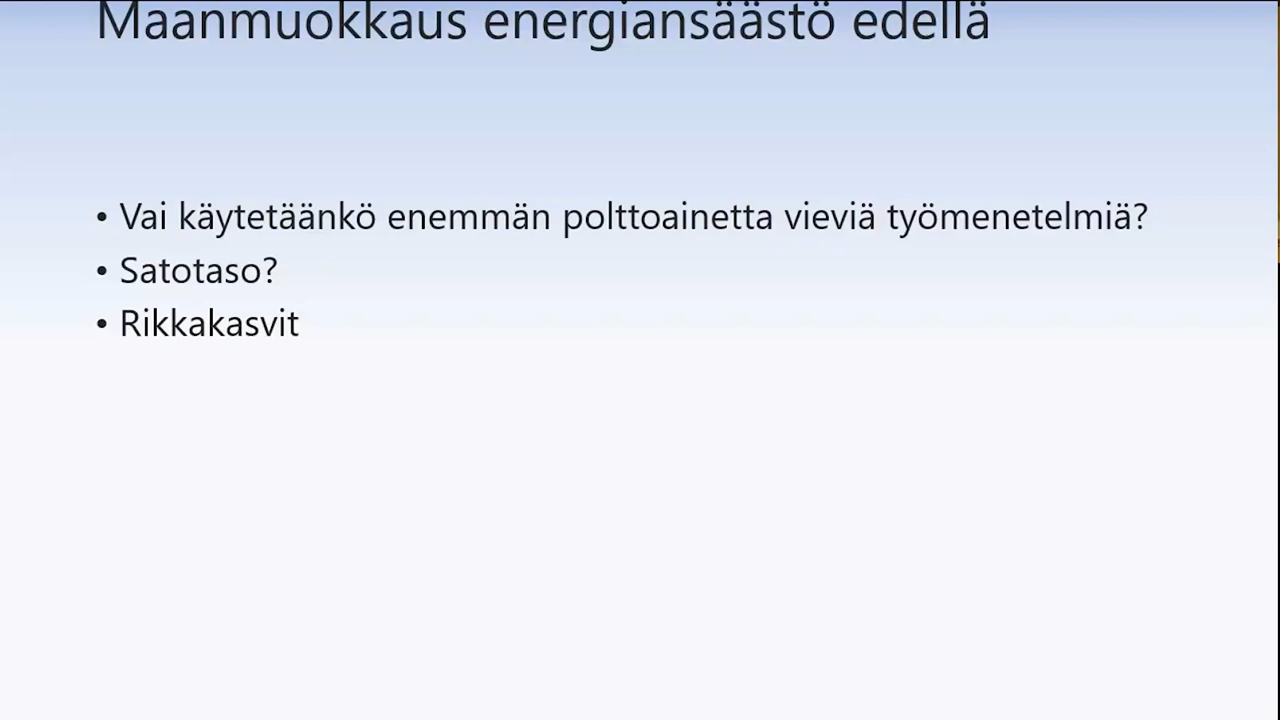 Maanmuokkaus energiansäästö edellä
• Vai käytetäänkö enemmän polttoainetta vieviä työmenetelmiä?
• Satotaso?
• Rikkakasvit